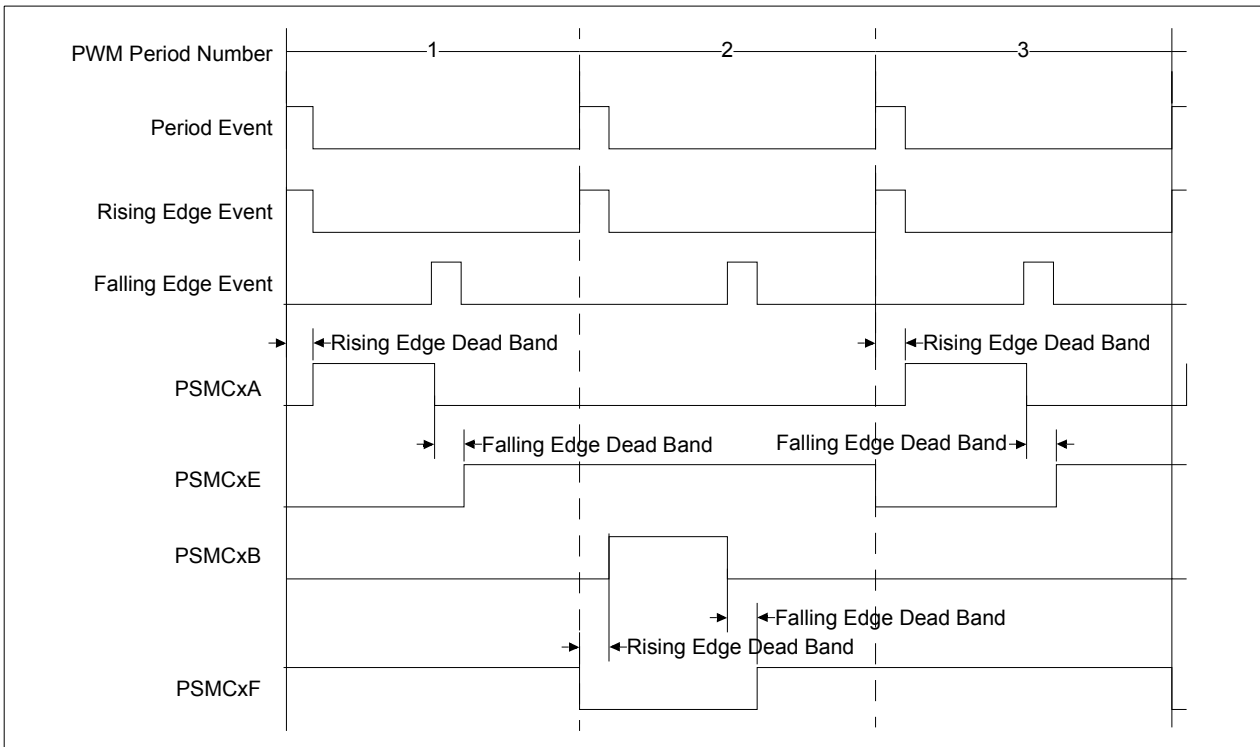 PWM Period Number 1 2 3
Period Event
Rising Edge Event
Falling Edge Event
Rising Edge Dead Band Rising Edge Dead Band
PSMCxA
Falling Edge Dead Band Falling Edge Dead Band
PSMCxE
PSMCxB
Falling Edge Dead Band
Rising Edge Dead Band
PSMCxF